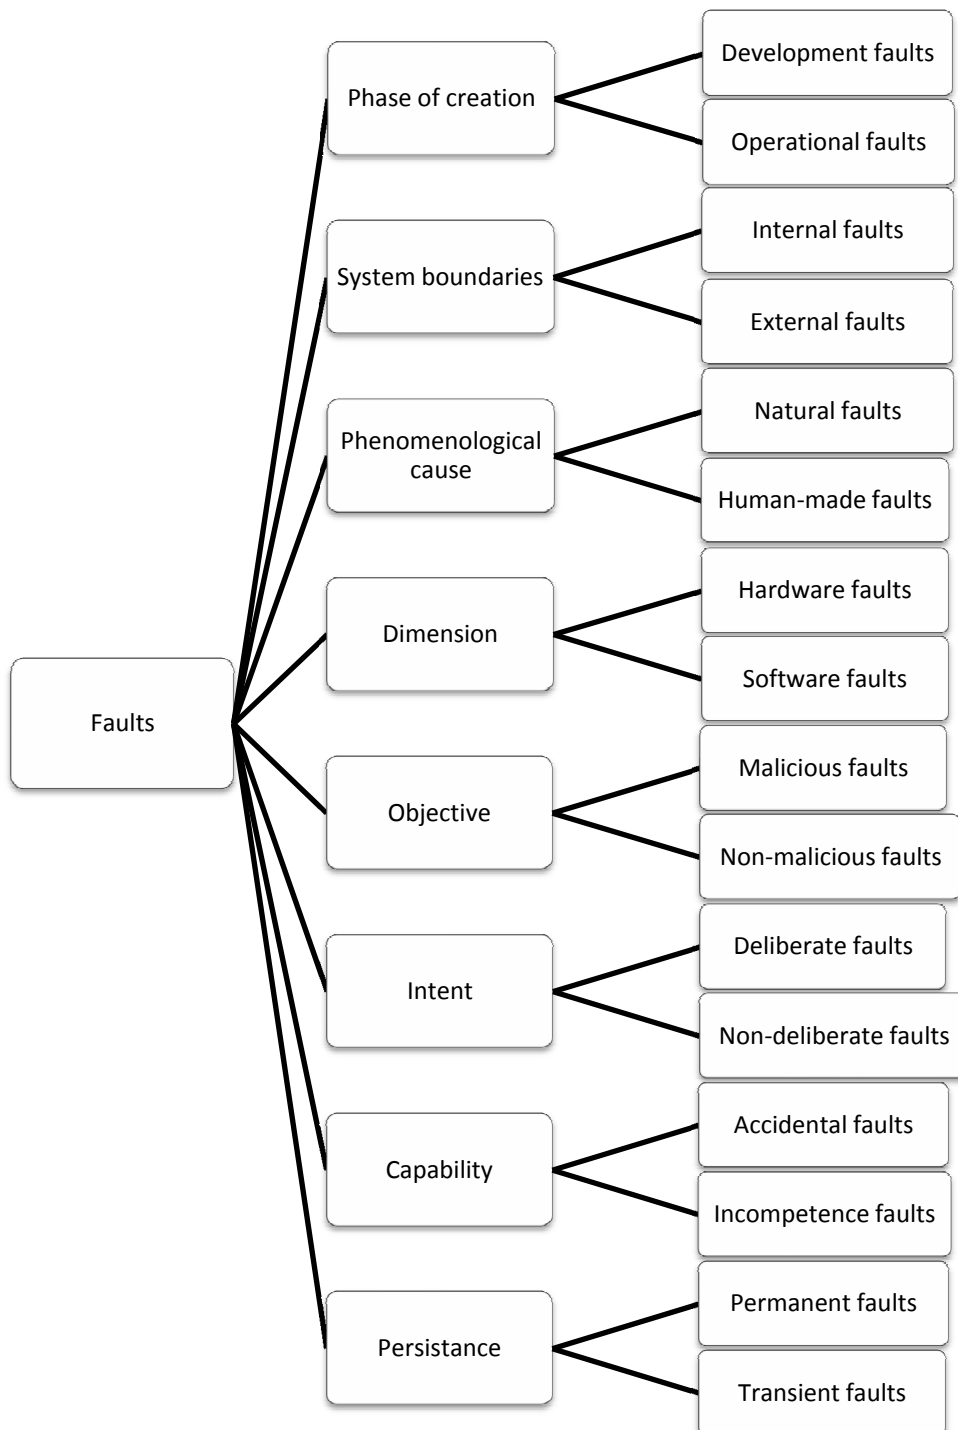 Faults
Phase of creation
Development faults
Operational faults
System boundaries
Internal faults
External faults
Phenomenological
cause
Natural faults
Human-made faults
Dimension
Hardware faults
Software faults
Objective
Malicious faults
Non-malicious faults
Intent
Deliberate faults
Non-deliberate faults
Capability
Accidental faults
Incompetence faults
Persistance
Permanent faults
Transient faults